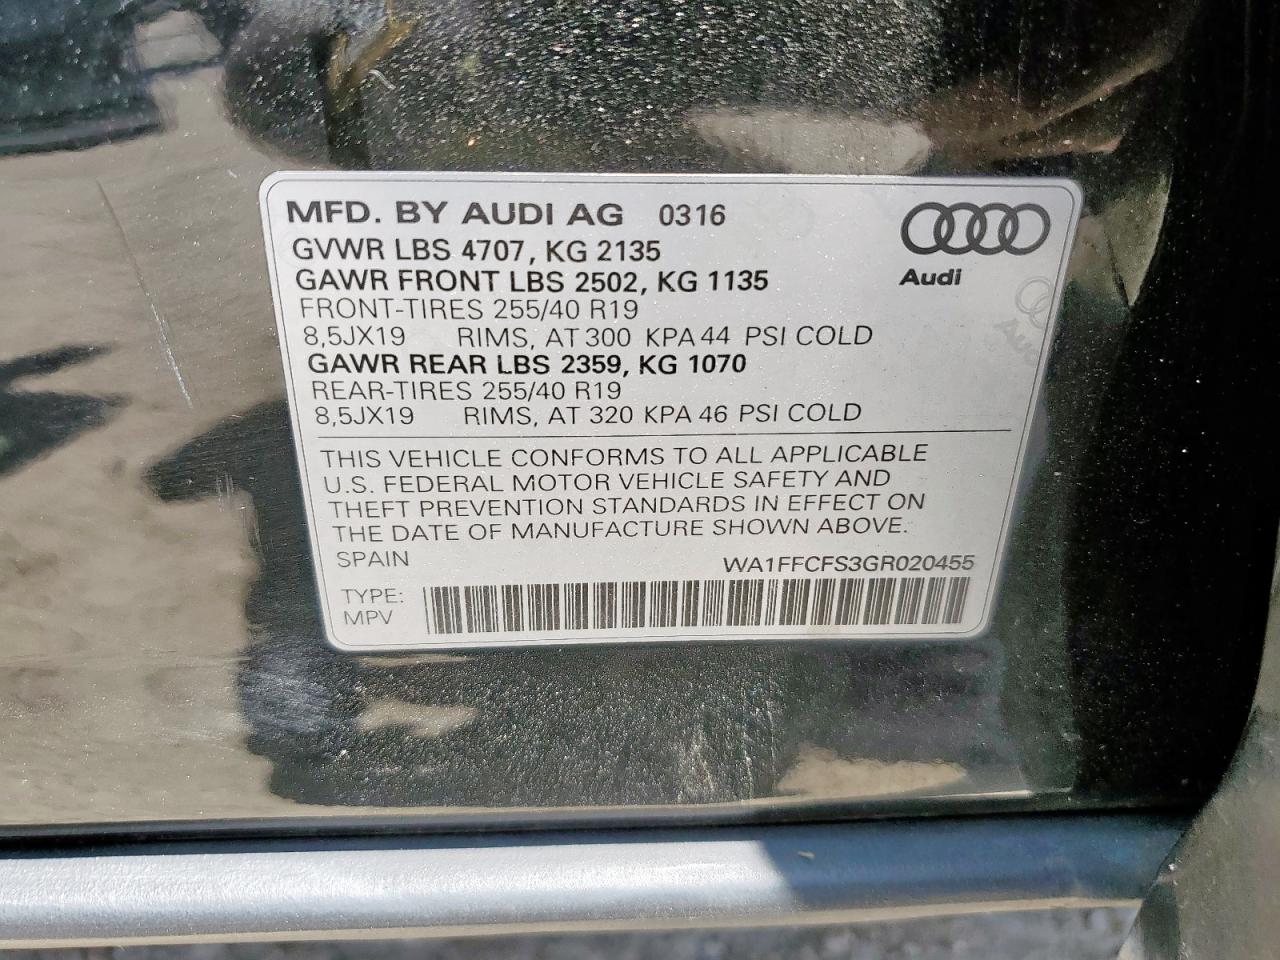 MFD. BY AUDI AG 0316
GVWR LBS 4707, KG 2135
GAWR FRONT LBS 2502, KG 1135
FRONT-TIRES 255/40 R19
8,5JX19 RIMS, AT 300 KPA 44 PSI COLD
GAWR REAR LBS 2359, KG 1070
REAR-TIRES 255/40 R19
8,5JX19 RIMS, AT 320 KPA 46 PSI COLD
Audi
THIS VEHICLE CONFORMS TO ALL APPLICABLE
U.S. FEDERAL MOTOR VEHICLE SAFETY AND
THEFT PREVENTION STANDARDS IN EFFECT ON
THE DATE OF MANUFACTURE SHOWN ABOVE.
SPAIN WA1FFCFS3GR020455
TYPE:
MPV